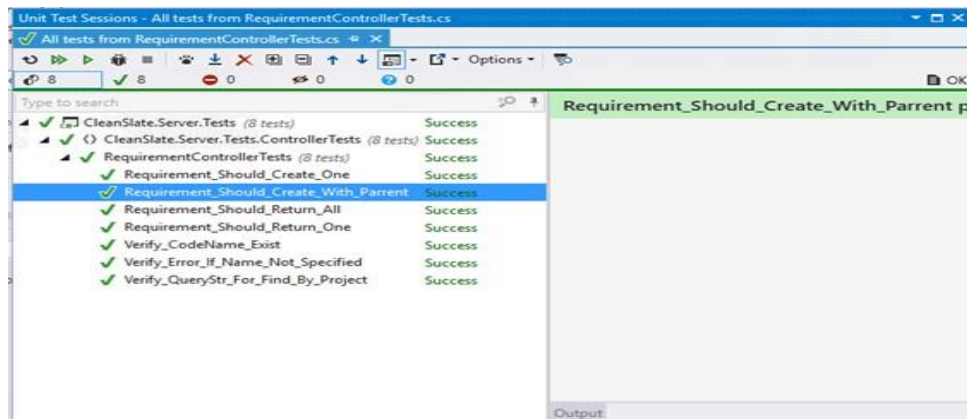 Unit Test Sessions - All tests from RequirementControllerTests.cs
All tests from RequirementControllerTests.cs
Options
8 8 0 0 0
OK
Type to search
Requirement_Should_Create_With_Parrent p
CleanSlate.Server.Tests (8 tests) Success
CleanSlate.Server.Tests.ControllerTests (8 tests) Success
RequirementControllerTests (8 tests) Success
Requirement_Should_Create_One Success
Requirement_Should_Create_With_Parrent Success
Requirement_Should_Return_All Success
Requirement_Should_Return_One Success
Verify_CodeName_Exist Success
Verify_Error_If_Name_Not_Specified Success
Verify_QueryStr_For_Find_By_Project Success
Output